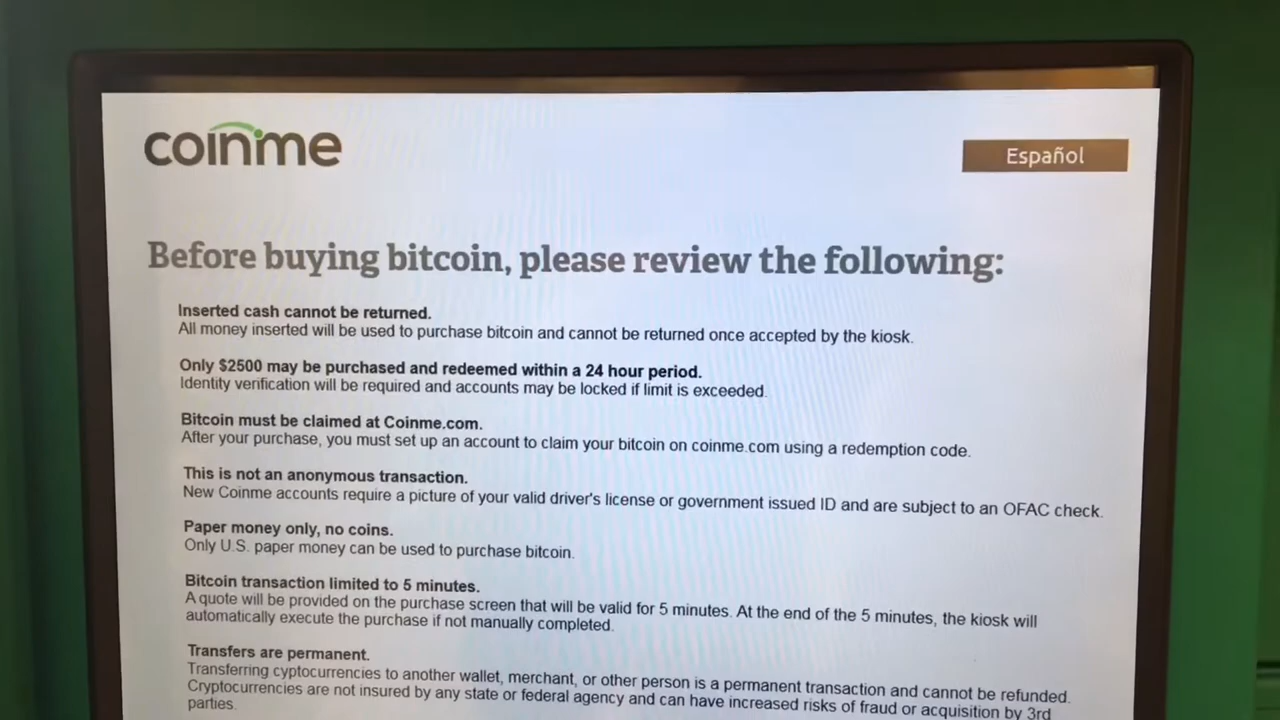 coinme
Español
Before buying bitcoin, please review the following:
Inserted cash cannot be returned.
All money inserted will be used to purchase bitcoin and cannot be returned once accepted by the kiosk.
Only $2500 may be purchased and redeemed within a 24 hour period.
Identity verification will be required and accounts may be locked if limit is exceeded.
Bitcoin must be claimed at Coinme.com.
After your purchase, you must set up an account to claim your bitcoin on coinme.com using a redemption code.
This is not an anonymous transaction.
New Coinme accounts require a picture of your valid driver's license or government issued ID and are subject to an OFAC check.
Paper money only, no coins.
Only U.S. paper money can be used to purchase bitcoin.
Bitcoin transaction limited to 5 minutes.
A quote will be provided on the purchase screen that will be valid for 5 minutes. At the end of the 5 minutes, the kiosk will
automatically execute the purchase if not manually completed.
Transfers are permanent.
Transferring cyptocurrencies to another wallet, merchant, or other person is a permanent transaction and cannot be refunded.
Cryptocurrencies are not insured by any state or federal agency and can have increased risks of fraud or acquisition by 3rd
parties.